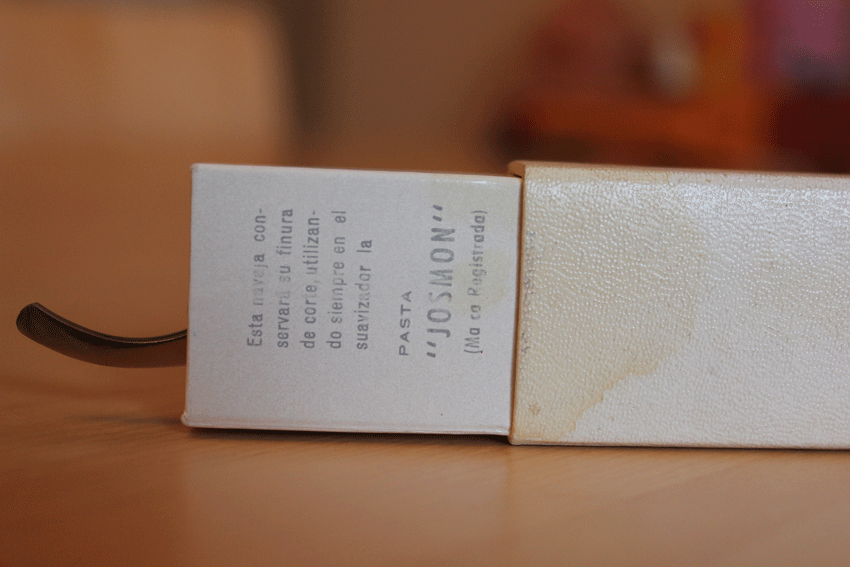 Esta navaja con-
servará su finura
de corte, utilizan-
do siempre en el
suavizador la
PASTA
"JOSMON"
(Marca Registrada)